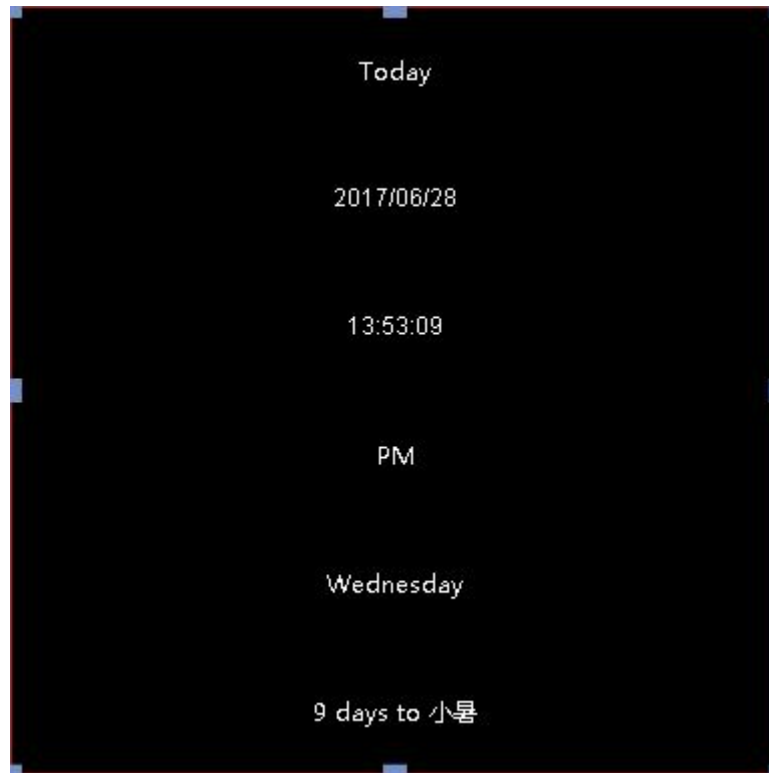 Today
2017/06/28
13:53:09
PM
Wednesday
9 days to 小暑